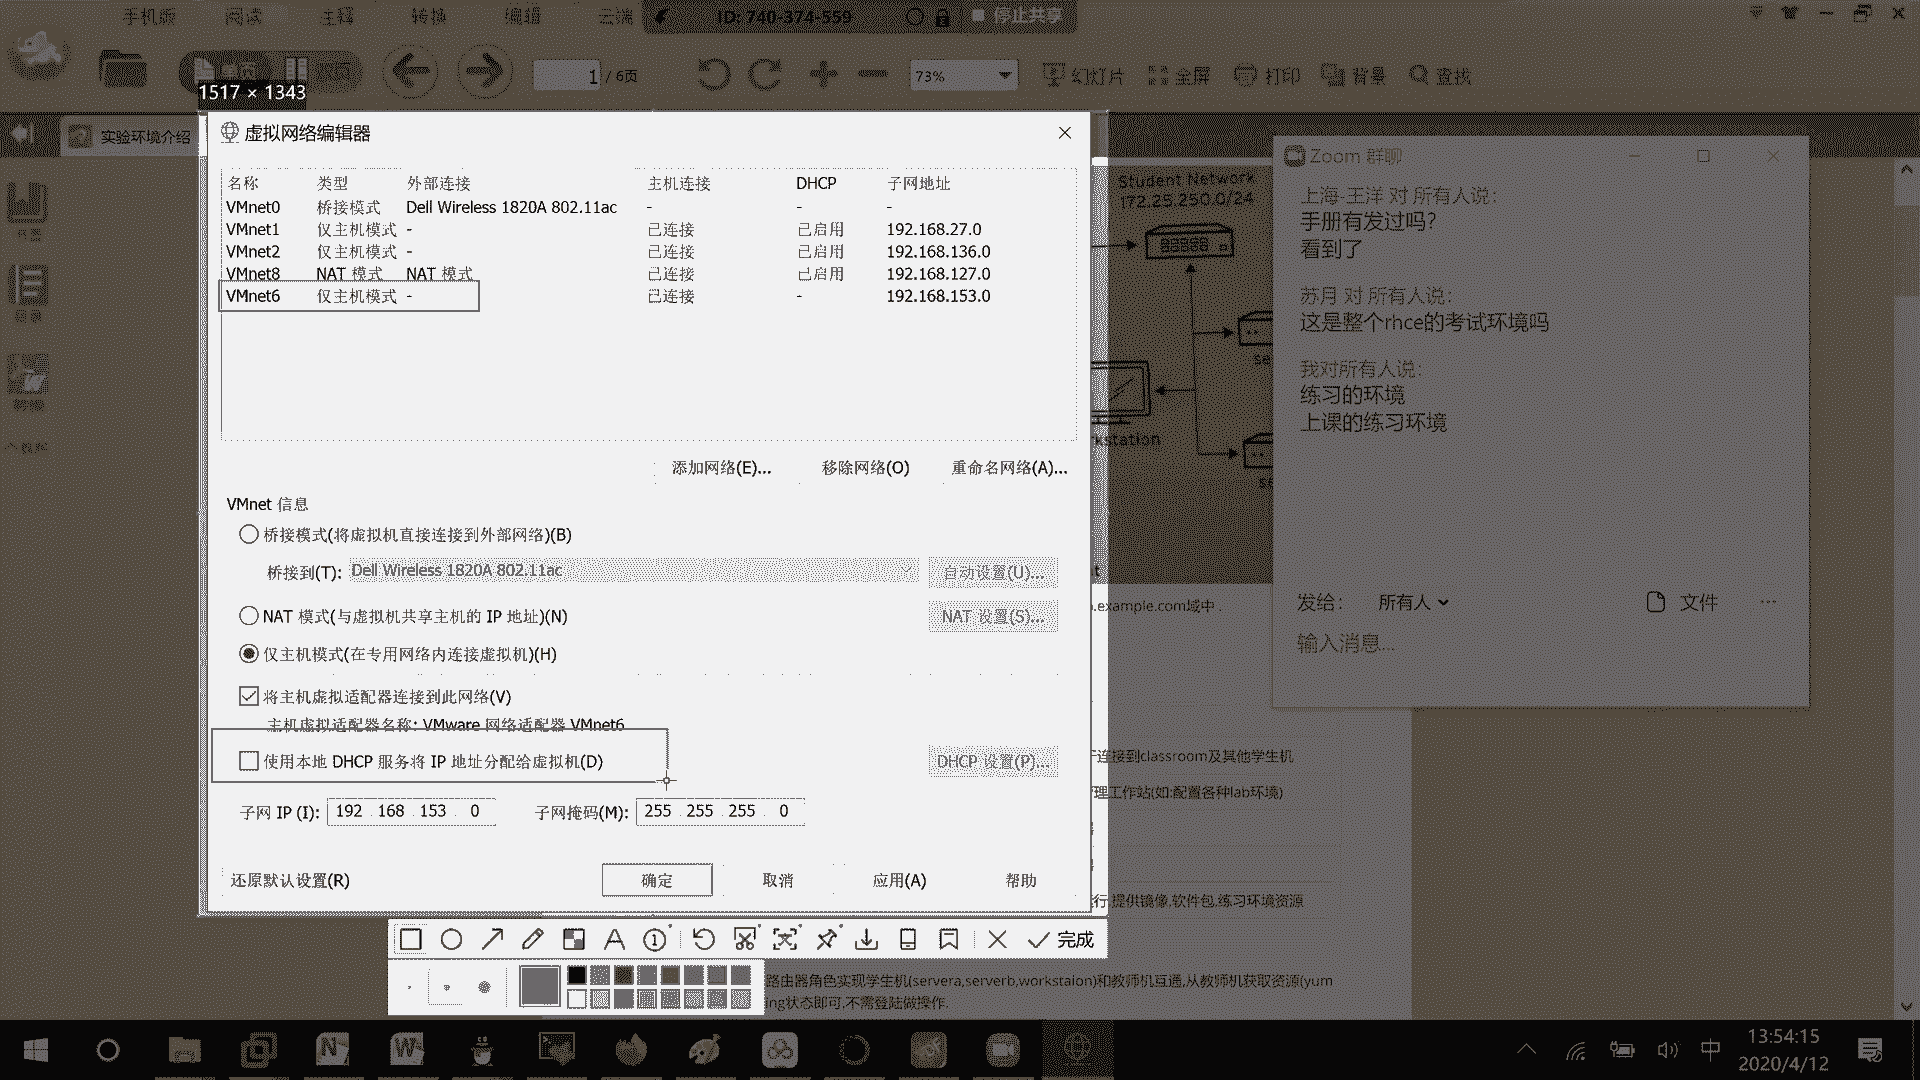 手机版 阅读 注释 转换 编辑 云端 ID: 740-374-559 停止共享
单页
1 / 6页 73% 幻灯片 全屏 打印 背景 查找
1517 × 1343
实验环境介绍
虚拟网络编辑器
名称 类型 外部连接 主机连接 DHCP 子网地址
VMnet0 桥接模式 Dell Wireless 1820A 802.11ac - - -
VMnet1 仅主机模式 - 已连接 已启用 192.168.27.0
VMnet2 仅主机模式 - 已连接 已启用 192.168.136.0
VMnet8 NAT 模式 NAT 模式 已连接 已启用 192.168.127.0
VMnet6 仅主机模式 - 已连接 - 192.168.153.0
添加网络(E)... 移除网络(O) 重命名网络(A)...
VMnet 信息
桥接模式(将虚拟机直接连接到外部网络)(B)
桥接到(T): Dell Wireless 1820A 802.11ac 自动设置(U)...
NAT 模式(与虚拟机共享主机的 IP 地址)(N) NAT 设置(S)...
仅主机模式(在专用网络内连接虚拟机)(H)
将主机虚拟适配器连接到此网络(V)
主机虚拟适配器名称: VMware 网络适配器 VMnet6
使用本地 DHCP 服务将 IP 地址分配给虚拟机(D) DHCP 设置(P)...
子网 IP (I): 192 . 168 . 153 . 0 子网掩码(M): 255 . 255 . 255 . 0
还原默认设置(R) 确定 取消 应用(A) 帮助
完成
Student Network
172.25.250.0/24
kstation
se
se
t
.example.com域中 .
连接到classroom及其他学生机
理工作站(如:配置各种lab环境)
行,提供镜像,软件包,练习环境资源
路由器角色实现学生机(servera,serverb,workstaion)和教师机互通,从教师机获取资源(yum
ing状态即可,不需登陆做操作.
Zoom 群聊
上海-王洋 对 所有人说:
手册有发过吗?
看到了
苏月 对 所有人说:
这是整个rhce的考试环境吗
我对所有人说:
练习的环境
上课的练习环境
发给: 所有人 文件 ...
输入消息...
中
13:54:15
2020/4/12